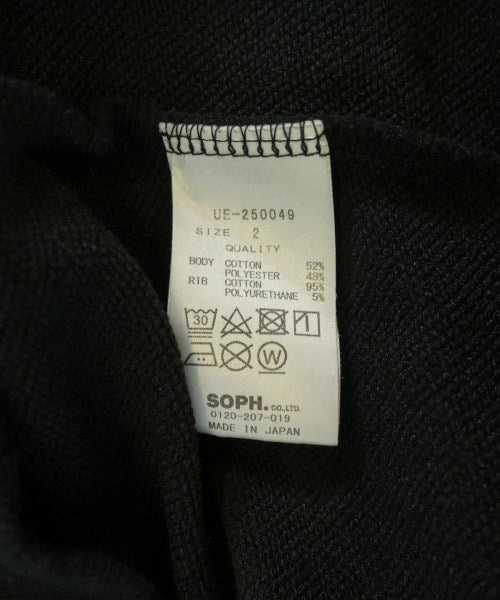 UE-250049
SIZE 2
QUALITY
BODY COTTON 52%
POLYESTER 48%
RIB COTTON 95%
POLYURETHANE 5%
30
W
SOPH. CO.,LTD.
0120-207-019
MADE IN JAPAN